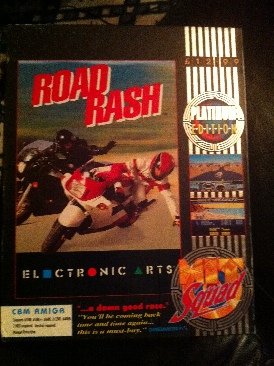 £12.99
ROAD
RASH
PLATINUM
EDITION
ELECTRONIC ARTS
HIT
Squad
CBM AMIGA
"...a damn good race."
"You'll be coming back
time and time again...
this is a must-buy."